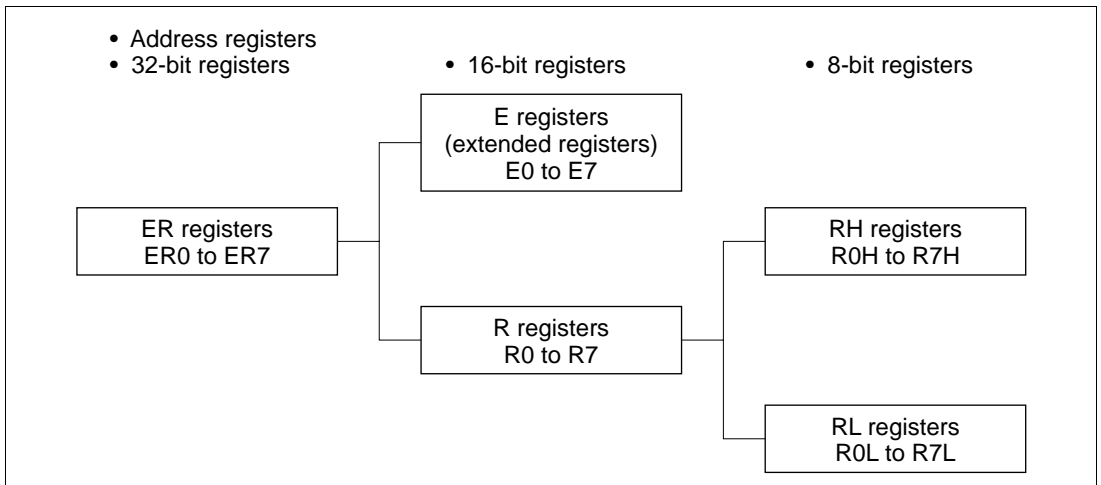 • Address registers
• 32-bit registers
• 16-bit registers
• 8-bit registers
E registers
(extended registers)
E0 to E7
ER registers
ER0 to ER7
RH registers
R0H to R7H
R registers
R0 to R7
RL registers
R0L to R7L